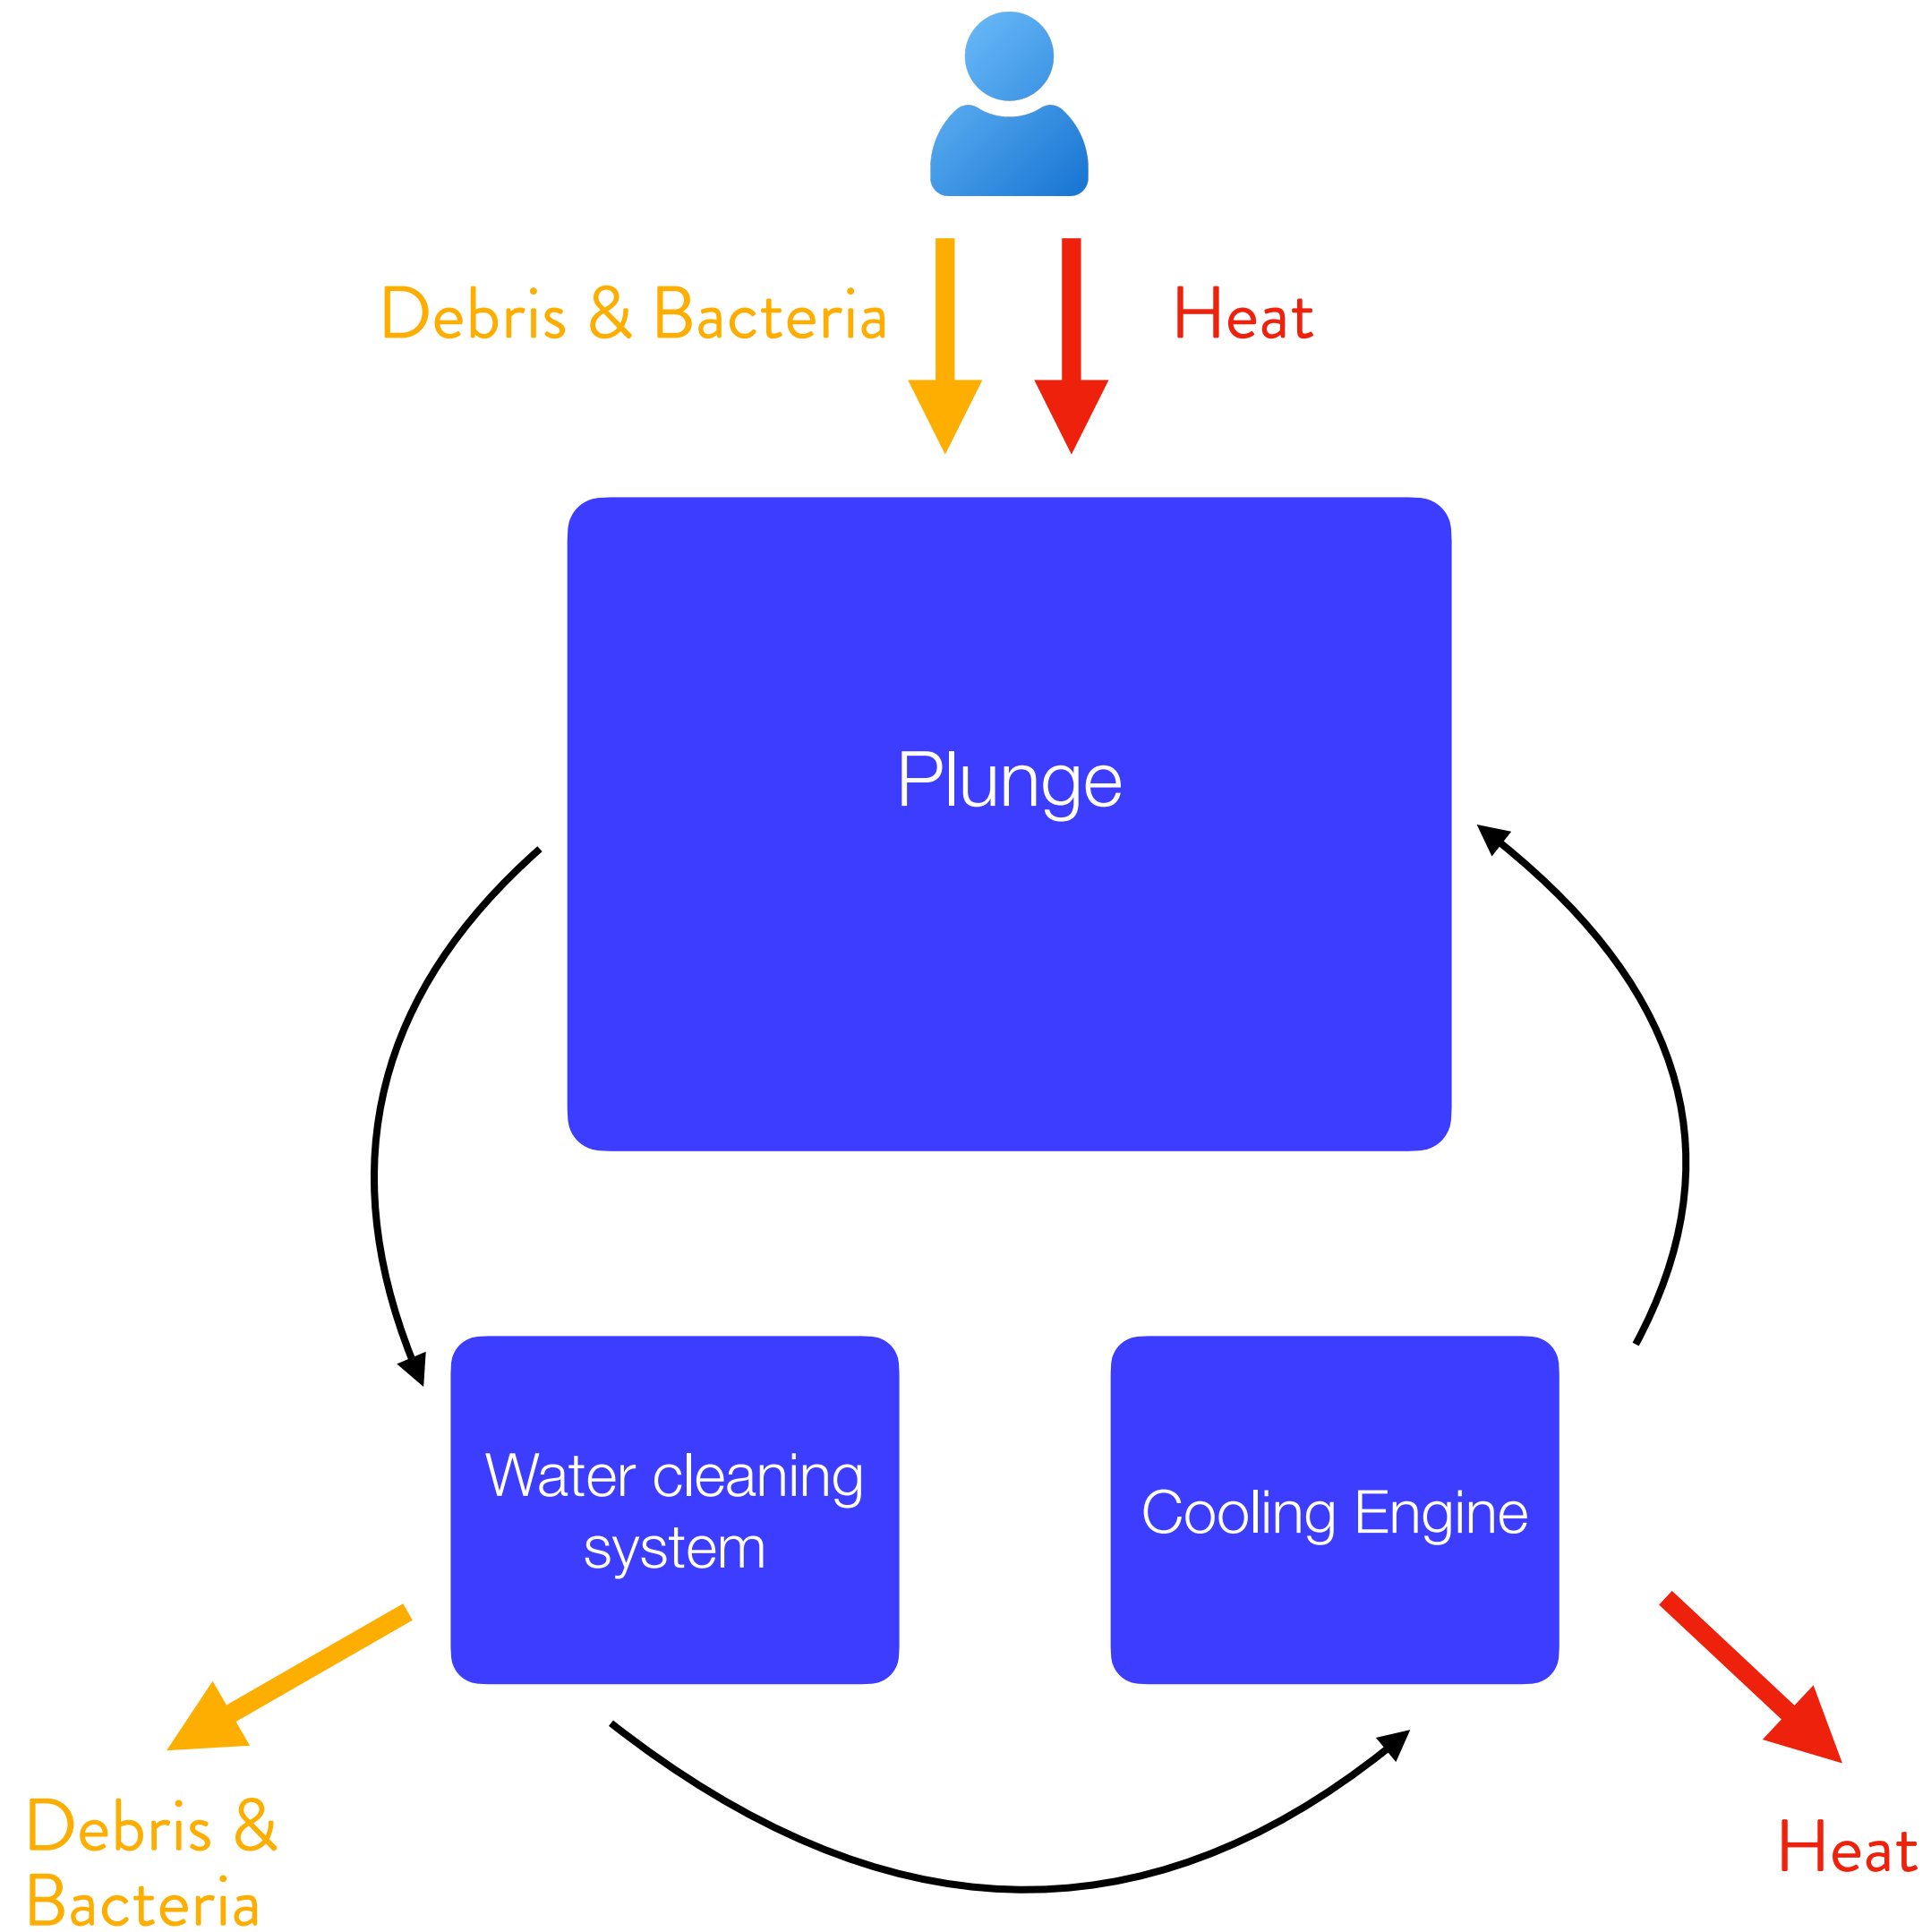 Debris & Bacteria
Heat
Plunge
Water cleaning
system
Cooling Engine
Debris &
Bacteria
Heat